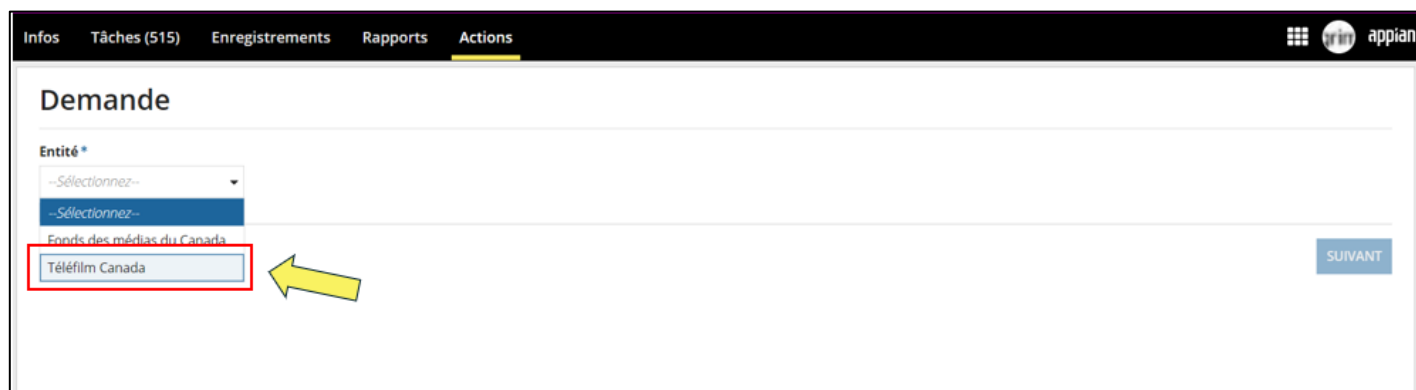 Infos Tâches (515) Enregistrements Rapports Actions appian
Demande
Entité *
--Sélectionnez--
--Sélectionnez--
Fonds des médias du Canada
Téléfilm Canada
SUIVANT